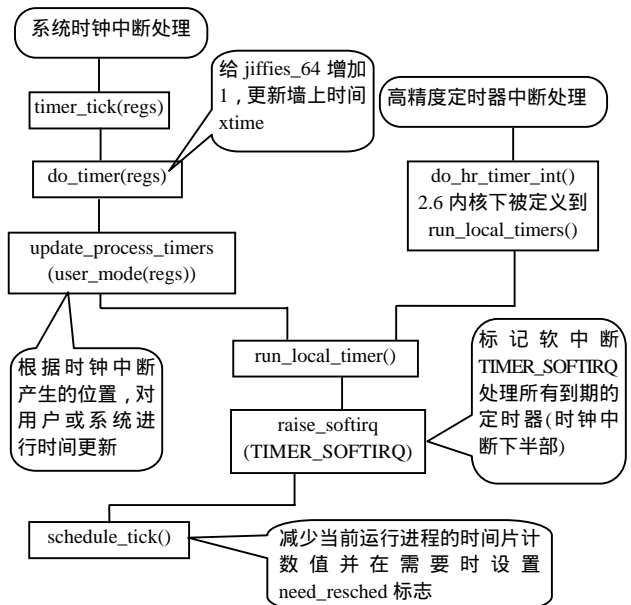 系统时钟中断处理
timer_tick(regs)
给 jiffies_64 增加
1，更新墙上时间
xtime
高精度定时器中断处理
do_timer(regs)
do_hr_timer_int()
2.6 内核下被定义到
run_local_timers()
update_process_timers
(user_mode(regs))
根据时钟中断
产生的位置，对
用户或系统进
行时间更新
run_local_timer()
标记软中断
TIMER_SOFTIRQ
处理所有到期的
定时器(时钟中
断下半部)
raise_softirq
(TIMER_SOFTIRQ)
schedule_tick()
减少当前运行进程的时间片计
数值并在需要时设置
need_resched 标志